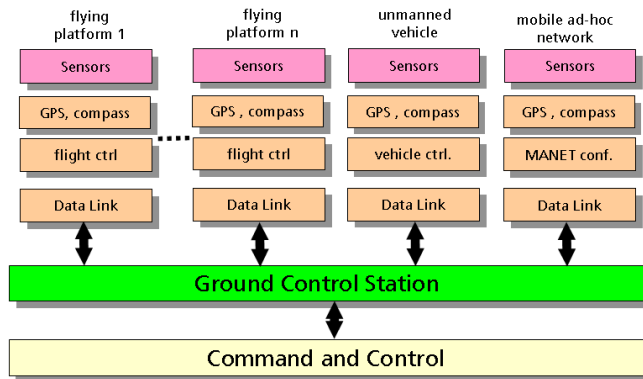 flying
platform 1
flying
platform n
unmanned
vehicle
mobile ad-hoc
network
Sensors
Sensors
Sensors
Sensors
GPS, compass
GPS , compass
GPS , compass
GPS , compass
flight ctrl
flight ctrl
vehicle ctrl.
MANET conf.
Data Link
Data Link
Data Link
Data Link
Ground Control Station
Command and Control